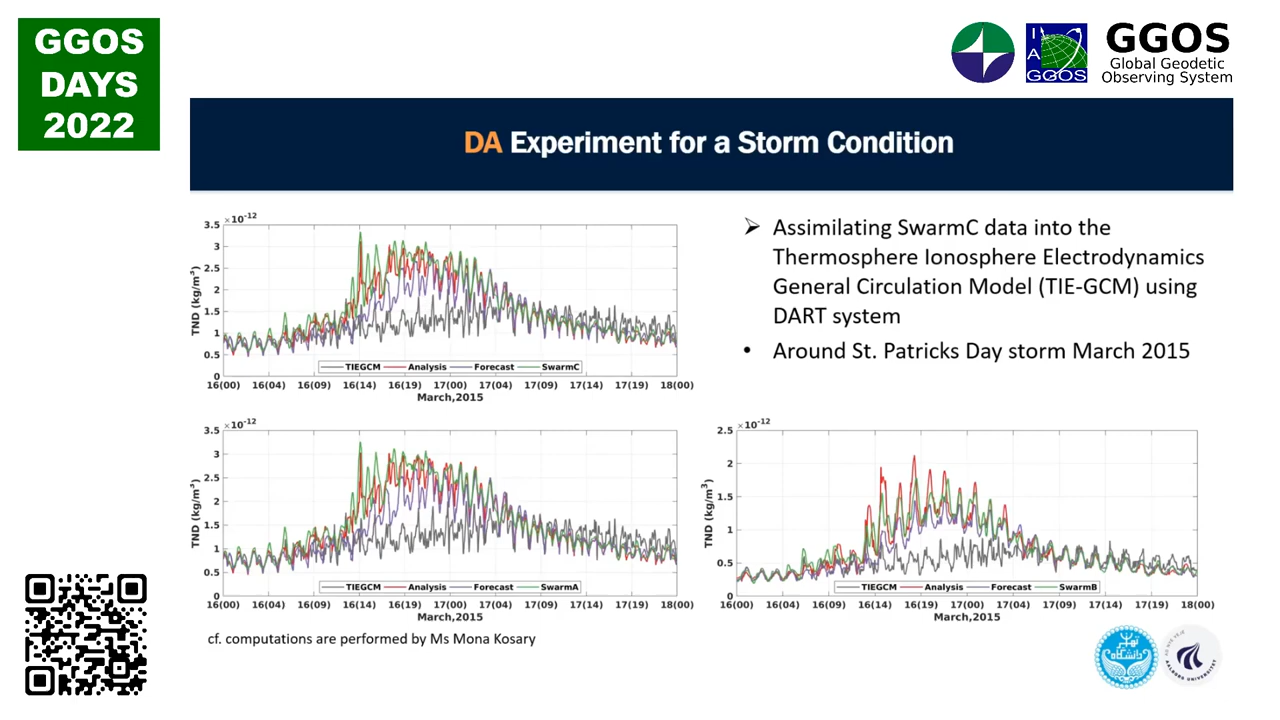 GGOS
DAYS
2022
I
A
G
GGOS
GGOS
Global Geodetic
Observing System
DA Experiment for a Storm Condition
×10-12
3.5
3
2.5
2
1.5
1
0.5
0
TND (kg/m3)
TIEGCM Analysis Forecast SwarmC
16(00) 16(04) 16(09) 16(14) 16(19) 17(00) 17(04) 17(09) 17(14) 17(19) 18(00)
March,2015
➢ Assimilating SwarmC data into the
Thermosphere Ionosphere Electrodynamics
General Circulation Model (TIE-GCM) using
DART system
• Around St. Patricks Day storm March 2015
×10-12
3.5
3
2.5
2
1.5
1
0.5
0
TND (kg/m3)
TIEGCM Analysis Forecast SwarmA
16(00) 16(04) 16(09) 16(14) 16(19) 17(00) 17(04) 17(09) 17(14) 17(19) 18(00)
March,2015
×10-12
2.5
2
1.5
1
0.5
0
TND (kg/m3)
TIEGCM Analysis Forecast SwarmB
16(00) 16(04) 16(09) 16(14) 16(19) 17(00) 17(04) 17(09) 17(14) 17(19) 18(00)
March,2015
cf. computations are performed by Ms Mona Kosary
دانشگاه
تهران
AALBORG UNIVERSITET